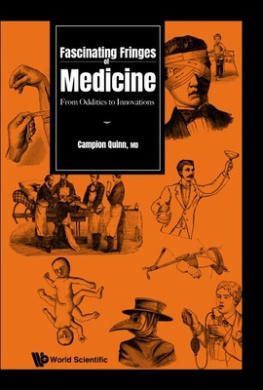 Fascinating Fringes
of
Medicine
From Oddities to Innovations
Campion Quinn, MD
World Scientific